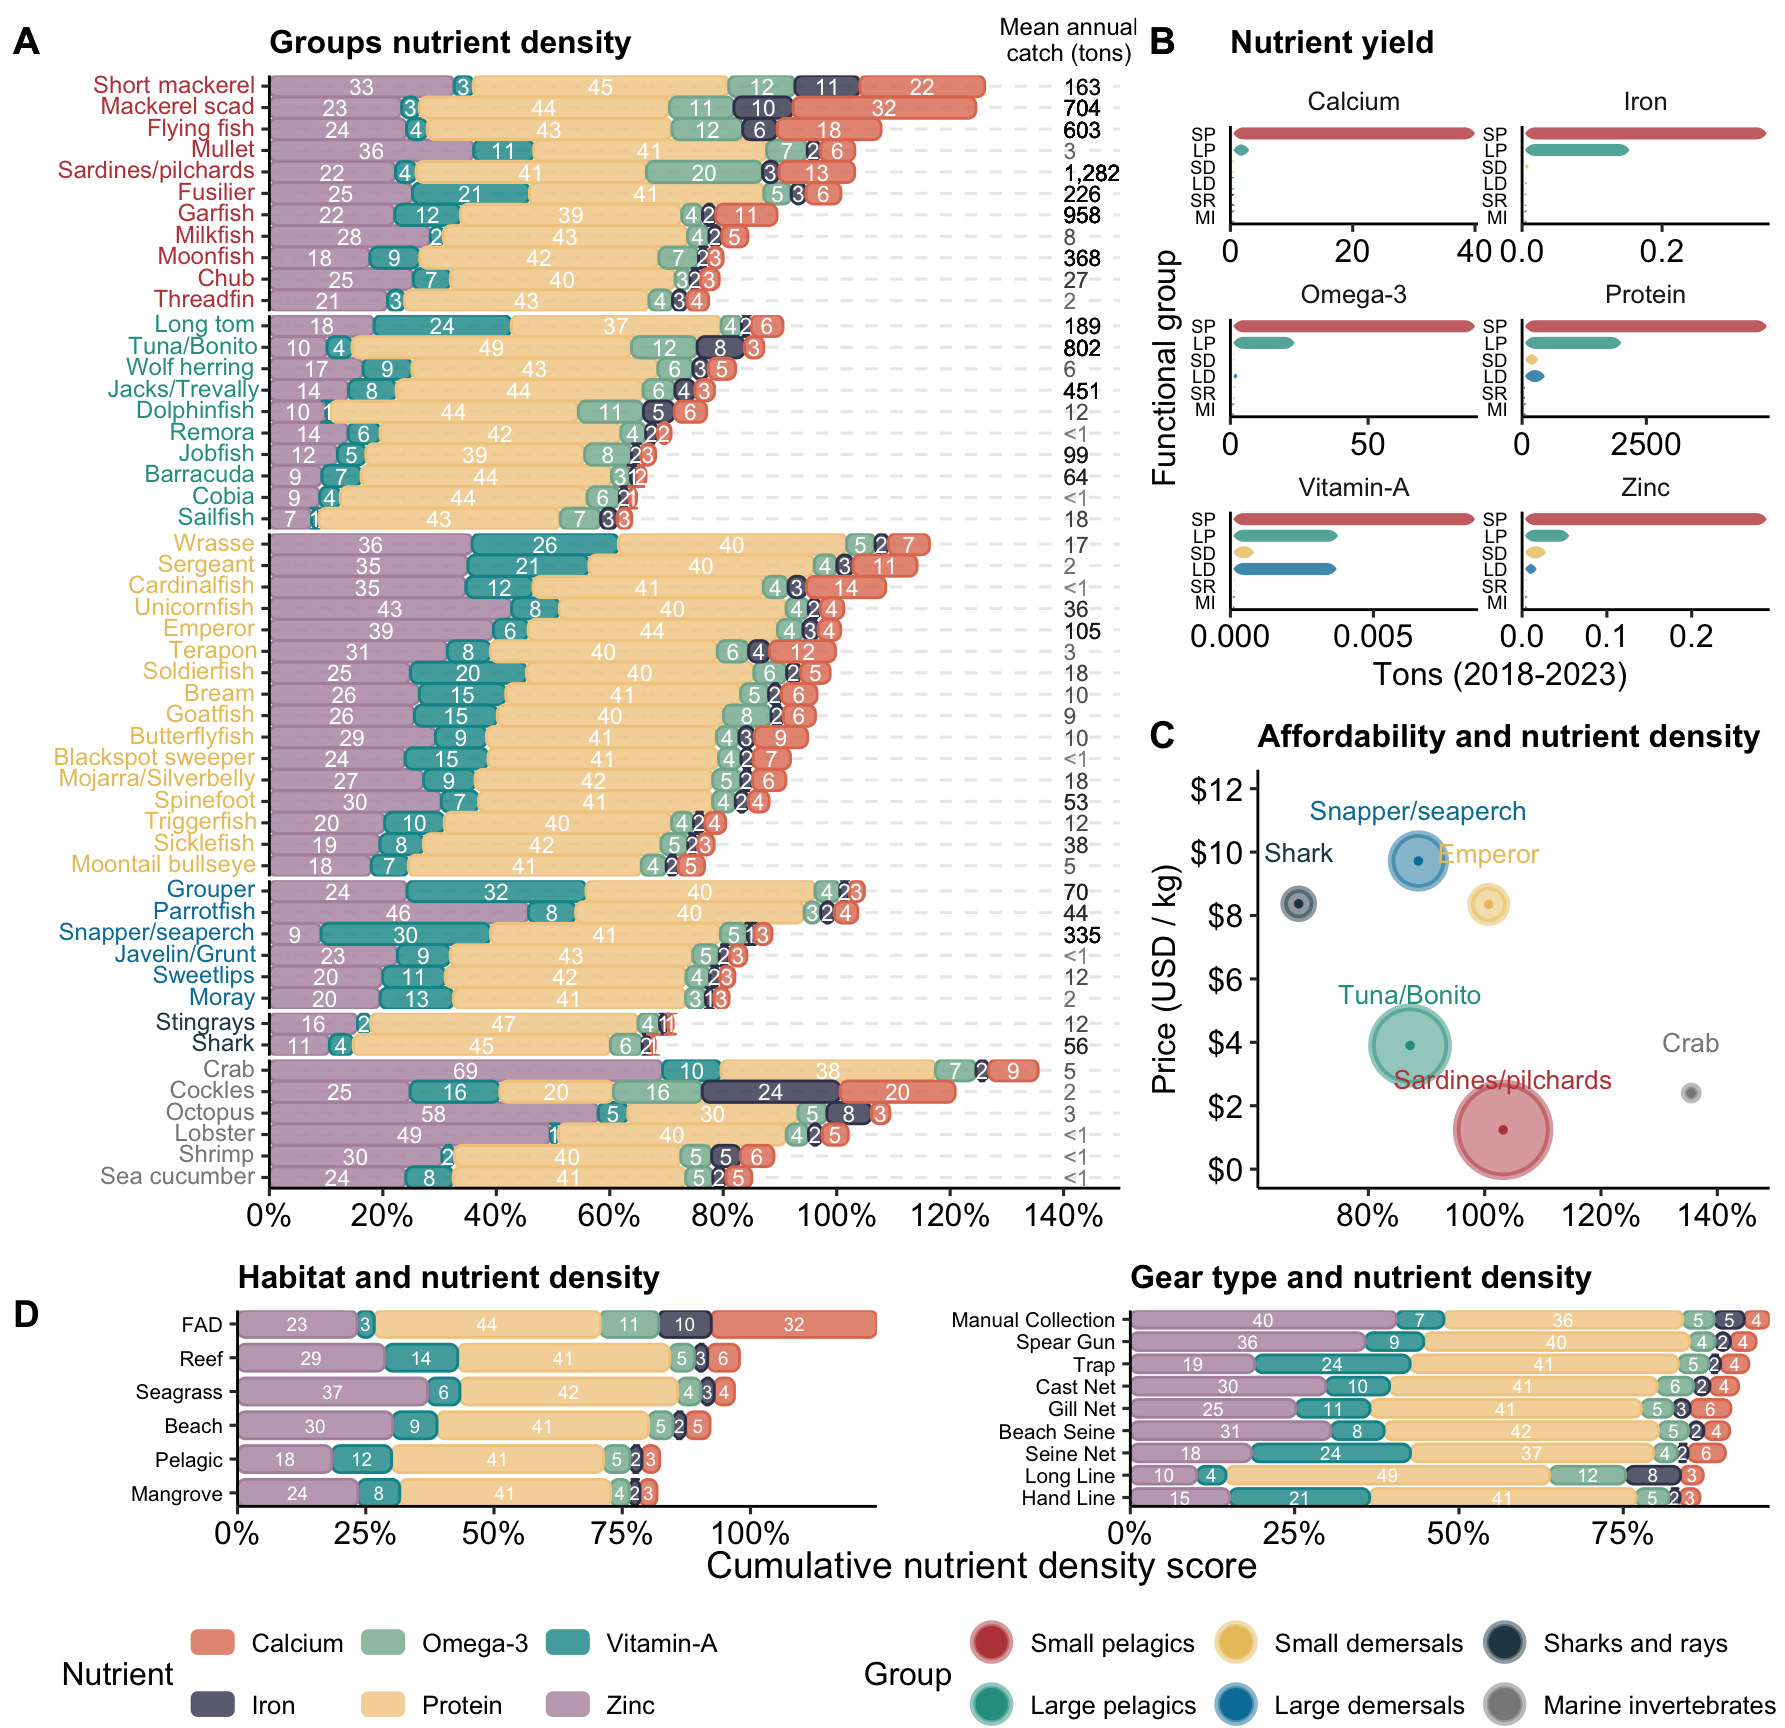 A
Groups nutrient density
Mean annual
catch (tons)
Short mackerel 33 3 45 12 11 22 163
Mackerel scad 23 3 44 11 10 32 704
Flying fish 24 4 43 12 6 18 603
Mullet 36 11 41 7 2 6 3
Sardines/pilchards 22 4 41 20 3 13 1,282
Fusilier 25 21 41 5 3 6 226
Garfish 22 12 39 4 2 11 958
Milkfish 28 2 43 4 2 5 8
Moonfish 18 9 42 7 2 3 368
Chub 25 7 40 3 2 3 27
Threadfin 21 3 43 4 3 4 2
Long tom 18 24 37 4 2 6 189
Tuna/Bonito 10 4 49 12 8 3 802
Wolf herring 17 9 43 6 3 5 6
Jacks/Trevally 14 8 44 6 4 3 451
Dolphinfish 10 1 44 11 5 6 12
Remora 14 6 42 4 2 2 <1
Jobfish 12 5 39 8 2 3 99
Barracuda 9 7 44 3 1 2 64
Cobia 9 4 44 6 2 1 <1
Sailfish 7 1 43 7 3 3 18
Wrasse 36 26 40 5 2 7 17
Sergeant 35 21 40 4 3 11 2
Cardinalfish 35 12 41 4 3 14 <1
Unicornfish 43 8 40 4 2 4 36
Emperor 39 6 44 4 3 4 105
Terapon 31 8 40 6 4 12 3
Soldierfish 25 20 40 6 2 5 18
Bream 26 15 41 5 2 6 10
Goatfish 26 15 40 8 2 6 9
Butterflyfish 29 9 41 4 3 9 10
Blackspot sweeper 24 15 41 4 2 7 <1
Mojarra/Silverbelly 27 9 42 5 2 6 18
Spinefoot 30 7 41 4 2 4 53
Triggerfish 20 10 40 4 2 4 12
Sicklefish 19 8 42 5 2 3 38
Moontail bullseye 18 7 41 4 2 5 5
Grouper 24 32 40 4 2 3 70
Parrotfish 46 8 40 3 2 4 44
Snapper/seaperch 9 30 41 5 1 3 335
Javelin/Grunt 23 9 43 5 2 3 <1
Sweetlips 20 11 42 4 2 3 12
Moray 20 13 41 3 1 3 2
Stingrays 16 2 47 4 1 1 12
Shark 11 4 45 6 2 1 56
Crab 69 10 38 7 2 9 5
Cockles 25 16 20 16 24 20 2
Octopus 58 5 30 5 8 3 3
Lobster 49 1 40 4 2 5 <1
Shrimp 30 2 40 5 5 6 <1
Sea cucumber 24 8 41 5 2 5 <1
0% 20% 40% 60% 80% 100% 120% 140%
B
Nutrient yield
Functional group
Calcium
SP
LP
SD
LD
SR
MI
0 20 40
Iron
SP
LP
SD
LD
SR
MI
0.0 0.2
Omega-3
SP
LP
SD
LD
SR
MI
0 50
Protein
SP
LP
SD
LD
SR
MI
0 2500
Vitamin-A
SP
LP
SD
LD
SR
MI
0.000 0.005
Zinc
SP
LP
SD
LD
SR
MI
0.0 0.1 0.2
Tons (2018-2023)
C
Affordability and nutrient density
Price (USD / kg)
$12
$10
$8
$6
$4
$2
$0
Snapper/seaperch
Shark
Emperor
Tuna/Bonito
Crab
Sardines/pilchards
80% 100% 120% 140%
D
Habitat and nutrient density
FAD 23 3 44 11 10 32
Reef 29 14 41 5 3 6
Seagrass 37 6 42 4 3 4
Beach 30 9 41 5 2 5
Pelagic 18 12 41 5 2 3
Mangrove 24 8 41 4 2 3
0% 25% 50% 75% 100%
Gear type and nutrient density
Manual Collection 40 7 36 5 5 4
Spear Gun 36 9 40 4 2 4
Trap 19 24 41 5 2 4
Cast Net 30 10 41 6 2 4
Gill Net 25 11 41 5 3 6
Beach Seine 31 8 42 5 2 4
Seine Net 18 24 37 4 2 6
Long Line 10 4 49 12 8 3
Hand Line 15 21 41 5 2 3
0% 25% 50% 75%
Cumulative nutrient density score
Nutrient
Calcium
Omega-3
Vitamin-A
Iron
Protein
Zinc
Group
Small pelagics
Small demersals
Sharks and rays
Large pelagics
Large demersals
Marine invertebrates